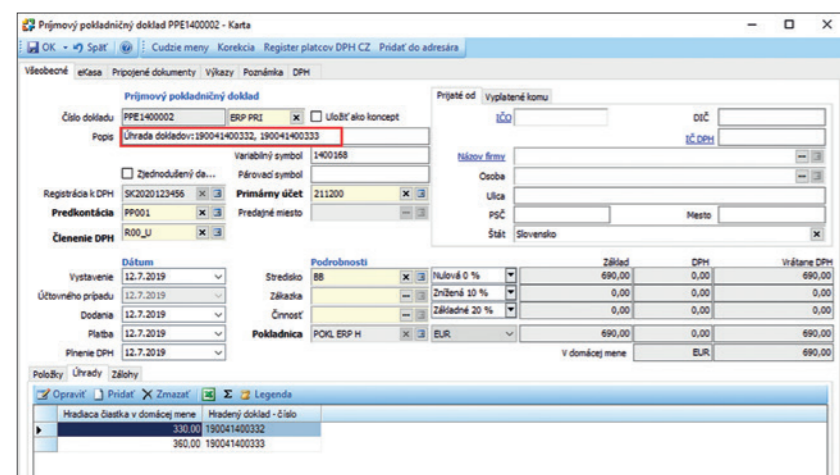 Príjmový pokladničný doklad PPE1400002 - Karta
OK Späť Cudzie meny Korekcia Register platcov DPH CZ Pridať do adresára
Všeobecné eKasa Pripojené dokumenty Výkazy Poznámka DPH
Príjmový pokladničný doklad Prijaté od Vyplatené komu
Číslo dokladu PPE1400002 ERP PRI Uložiť ako koncept IČO DIČ
Popis Úhrada dokladov:190041400332, 190041400333 IČ DPH
Variabilný symbol 1400168 Názov firmy
Zjednodušený da... Párovací symbol Osoba
Registrácia k DPH SK2020123456 Primárny účet 211200 Ulica
Predkontácia PP001 Predajné miesto PSČ Mesto
Členenie DPH R00_U Štát Slovensko
Dátum Podrobnosti Základ DPH Vrátane DPH
Vystavenie 12.7.2019 Stredisko BB Nulová 0 % 690,00 0,00 690,00
Účtovného prípadu 12.7.2019 Zákazka Znížená 10 % 0,00 0,00 0,00
Dodania 12.7.2019 Činnosť Základné 20 % 0,00 0,00 0,00
Platba 12.7.2019 Pokladnica POKL ERP H EUR 690,00 0,00 690,00
Plnenie DPH 12.7.2019 V domácej mene EUR 690,00
Položky Úhrady Zálohy
Opraviť Pridať Zmazať Σ Legenda
Hradiaca čiastka v domácej mene Hradený doklad - číslo
330,00 190041400332
360,00 190041400333